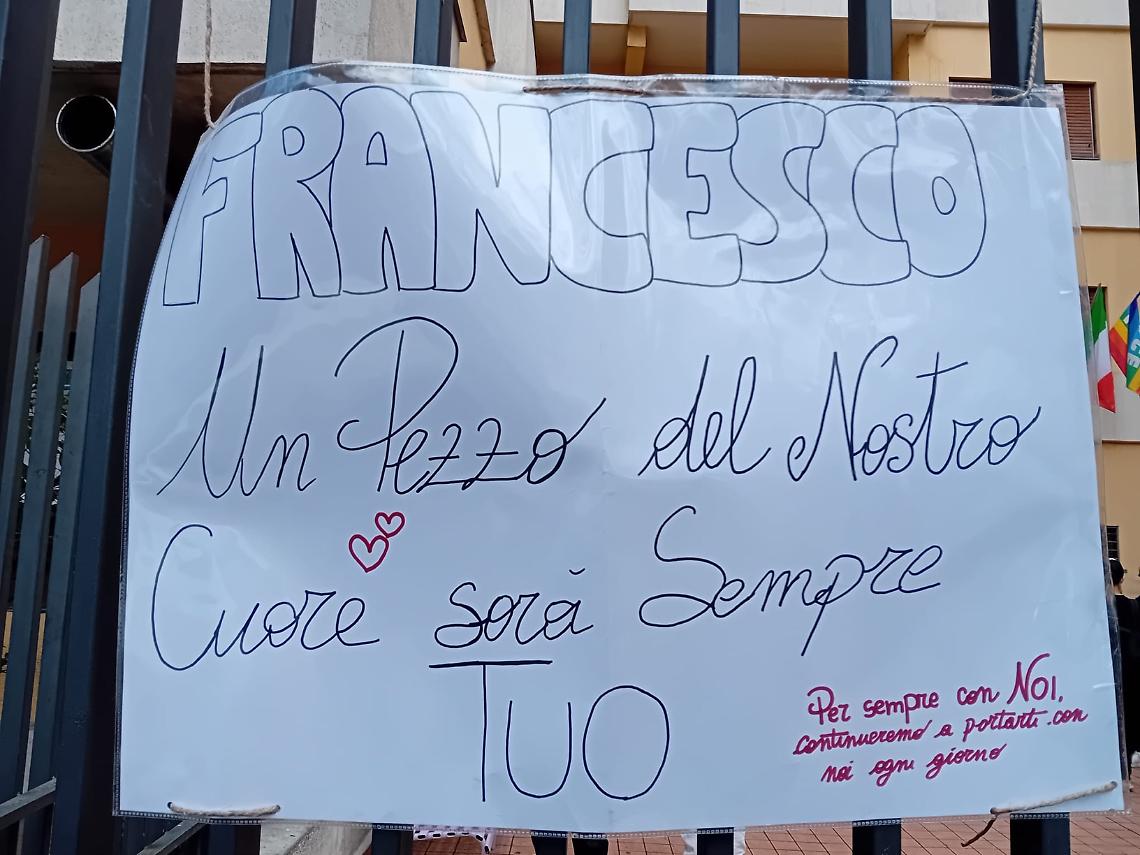 FRANCESCO
Un Pezzo del Nostro
Cuore sarà Sempre
TUO
Per sempre con NOI,
continueremo a portarti con
noi ogni giorno